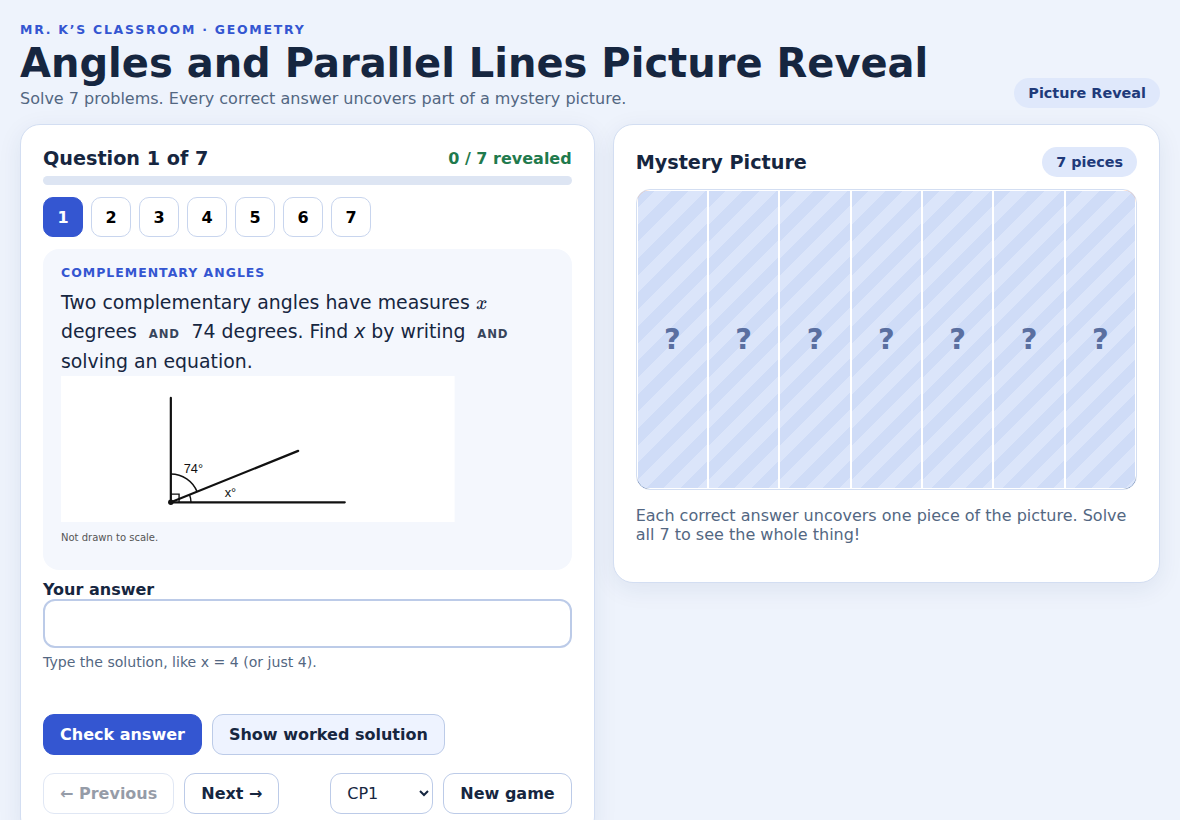 MR. K’S CLASSROOM · GEOMETRY
Angles and Parallel Lines Picture Reveal
Solve 7 problems. Every correct answer uncovers part of a mystery picture.
Picture Reveal
Question 1 of 7
0 / 7 revealed
1 2 3 4 5 6 7
COMPLEMENTARY ANGLES
Two complementary angles have measures x
degrees AND 74 degrees. Find x by writing AND
solving an equation.
74°
x°
Not drawn to scale.
Your answer
Type the solution, like x = 4 (or just 4).
Check answer
Show worked solution
← Previous
Next →
CP1
New game
Mystery Picture
7 pieces
? ? ? ? ? ? ?
Each correct answer uncovers one piece of the picture. Solve
all 7 to see the whole thing!